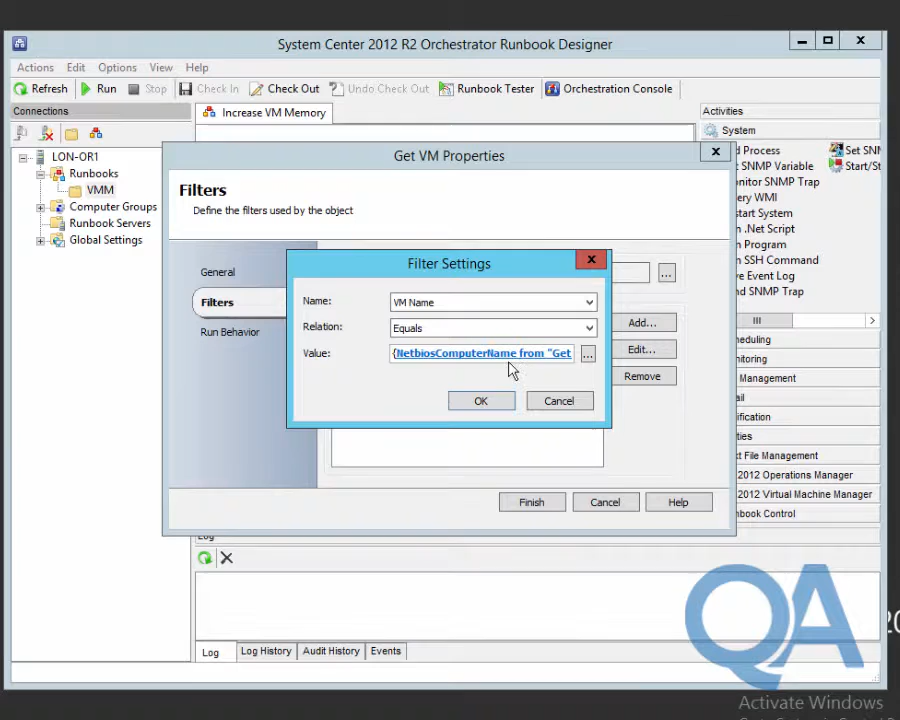 System Center 2012 R2 Orchestrator Runbook Designer
Actions Edit Options View Help
Refresh Run Stop Check In Check Out Undo Check Out Runbook Tester Orchestration Console
Connections
Increase VM Memory
Activities
System
LON-OR1
Runbooks
VMM
Computer Groups
Runbook Servers
Global Settings
d Process
Set SNM
t SNMP Variable
Start/St
onitor SNMP Trap
ery WMI
start System
n .Net Script
n Program
n SSH Command
ve Event Log
nd SNMP Trap
heduling
nitoring
Management
ail
ification
ities
xt File Management
2012 Operations Manager
2012 Virtual Machine Manager
nbook Control
Get VM Properties
Filters
Define the filters used by the object
General
Filters
Run Behavior
...
Add...
Edit...
Remove
Filter Settings
Name: VM Name
Relation: Equals
Value: {NetbiosComputerName from "Get ...
OK Cancel
Finish Cancel Help
Log
Log Log History Audit History Events
QA
Activate Windows